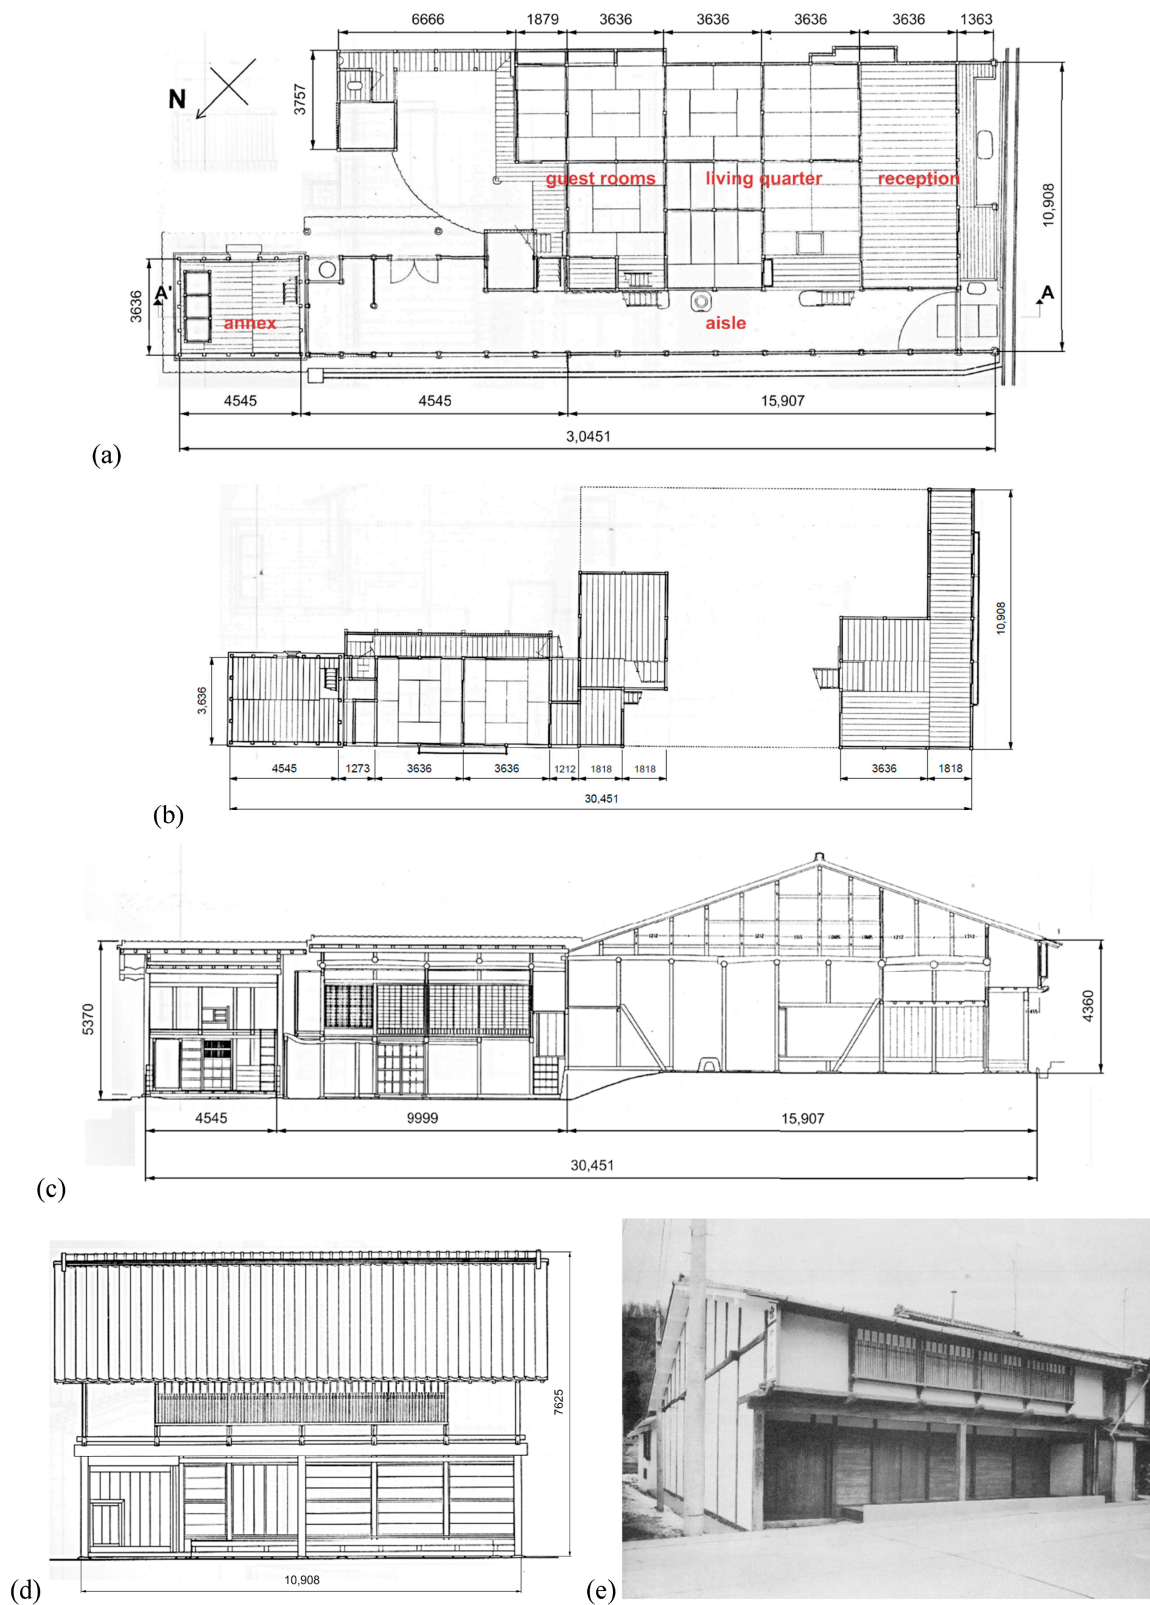 6666 1879 3636 3636 3636 3636 1363
N
3757
guest rooms living quarter reception
10,908
3636
A' A
annex aisle
4545 4545 15,907
3,0451
(a)
10,908
3,636
4545 1273 3636 3636 1212 1818 1818 3636 1818
30,451
(b)
5370
4360
4545 9999 15,907
30,451
(c)
7625
10,908
(d) (e)